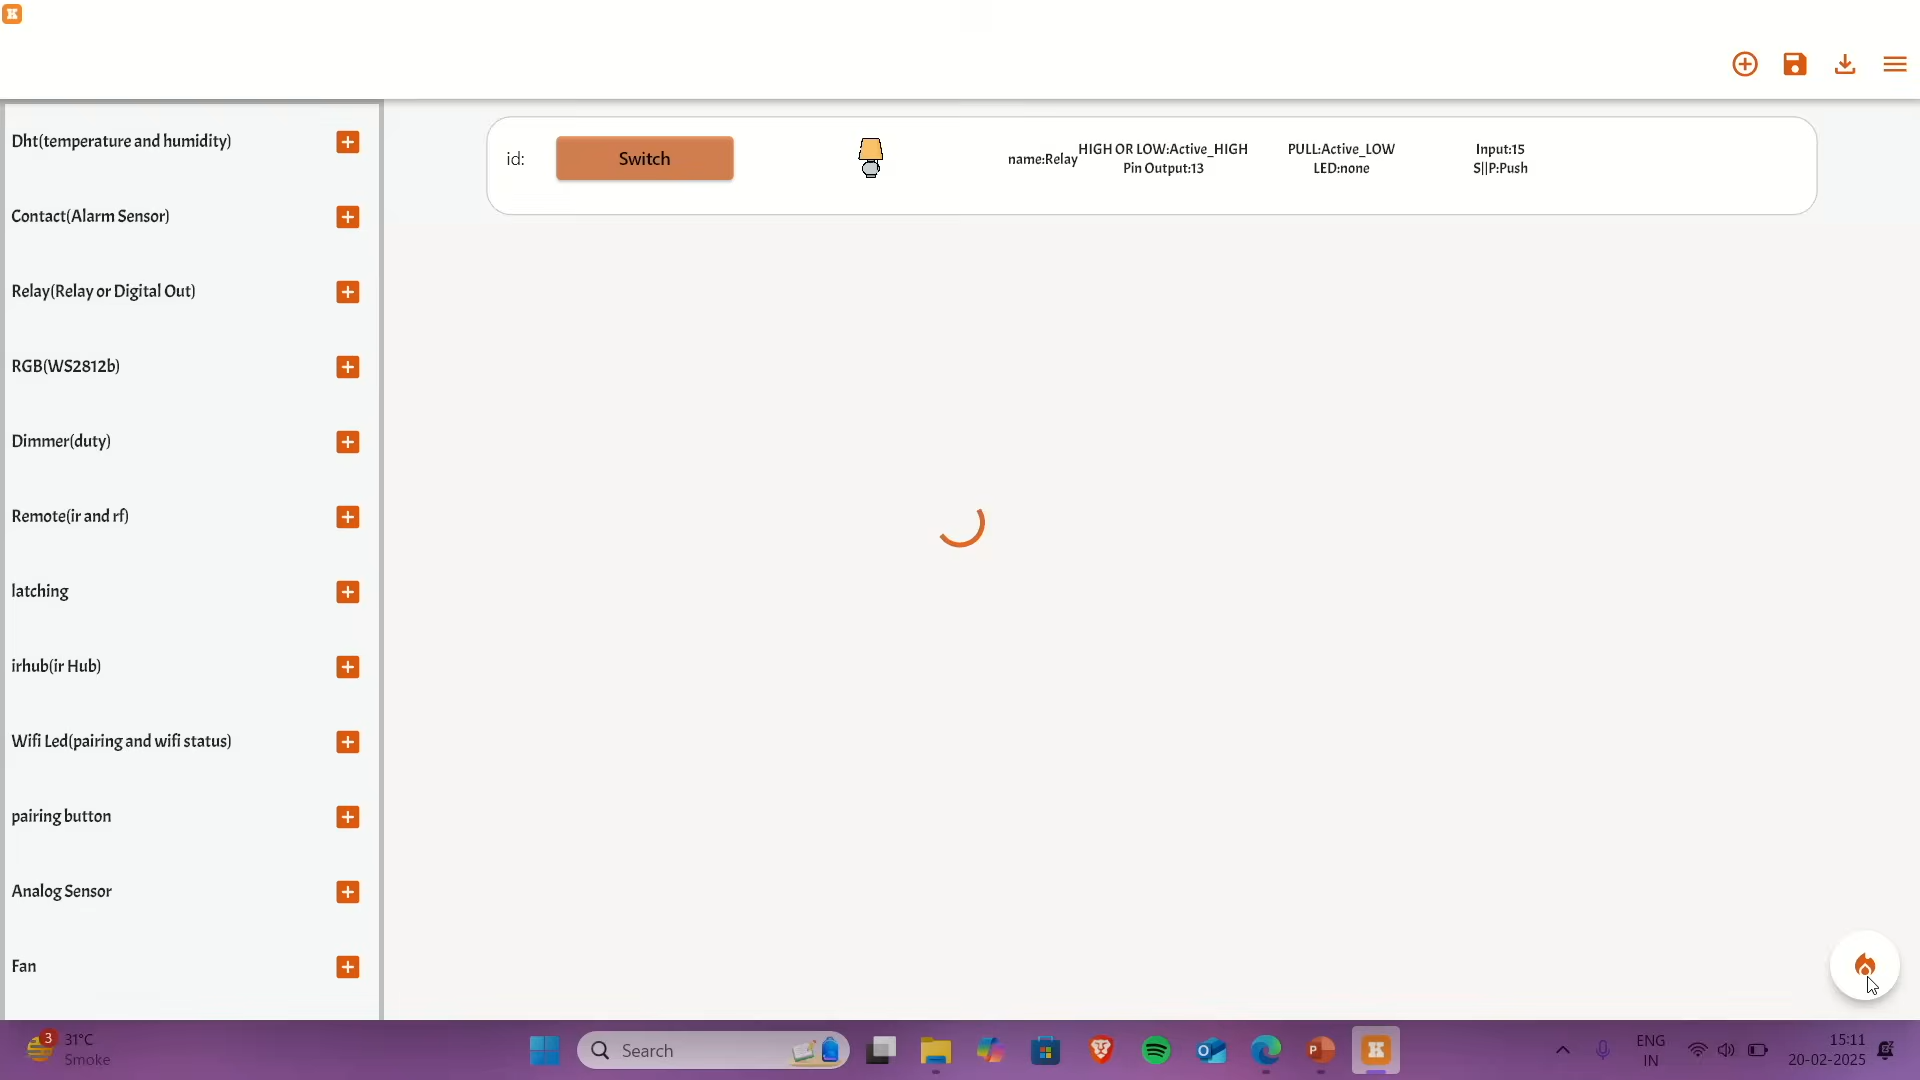 K
Dht(temperature and humidity)
Contact(Alarm Sensor)
Relay(Relay or Digital Out)
RGB(WS2812b)
Dimmer(duty)
Remote(ir and rf)
latching
irhub(ir Hub)
Wifi Led(pairing and wifi status)
pairing button
Analog Sensor
Fan
id:
Switch
name:Relay
HIGH OR LOW:Active_HIGH
Pin Output:13
PULL:Active_LOW
LED:none
Input:15
S||P:Push
3
31°C
Smoke
Search
P
K
ENG
IN
15:11
20-02-2025